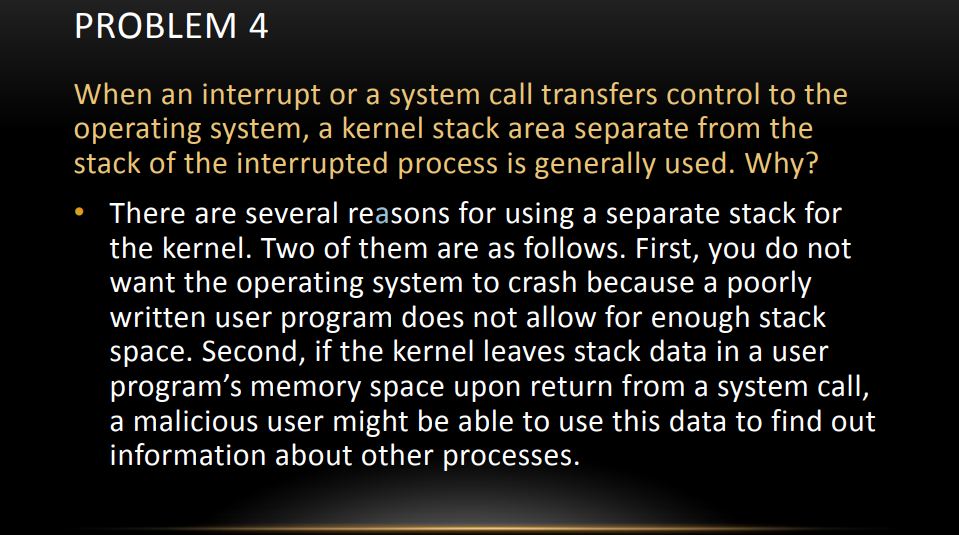 PROBLEM 4
When an interrupt or a system call transfers control to the
operating system, a kernel stack area separate from the
stack of the interrupted process is generally used. Why?
• There are several reasons for using a separate stack for
the kernel. Two of them are as follows. First, you do not
want the operating system to crash because a poorly
written user program does not allow for enough stack
space. Second, if the kernel leaves stack data in a user
program’s memory space upon return from a system call,
a malicious user might be able to use this data to find out
information about other processes.